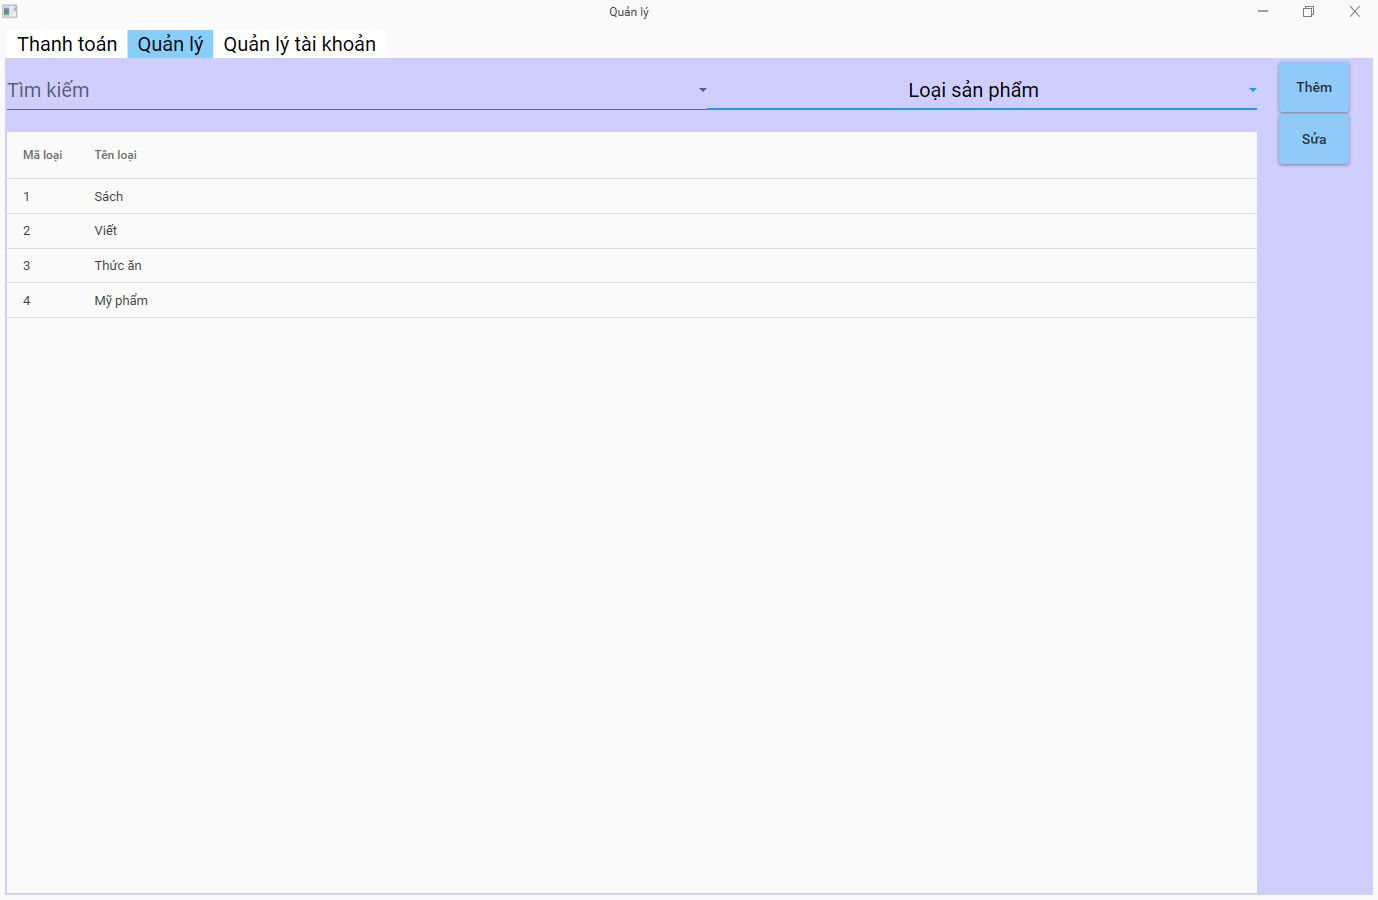 Quản lý
Thanh toán Quản lý Quản lý tài khoản
Tìm kiếm Loại sản phẩm Thêm
Sửa
Mã loại Tên loại
1 Sách
2 Viết
3 Thức ăn
4 Mỹ phẩm